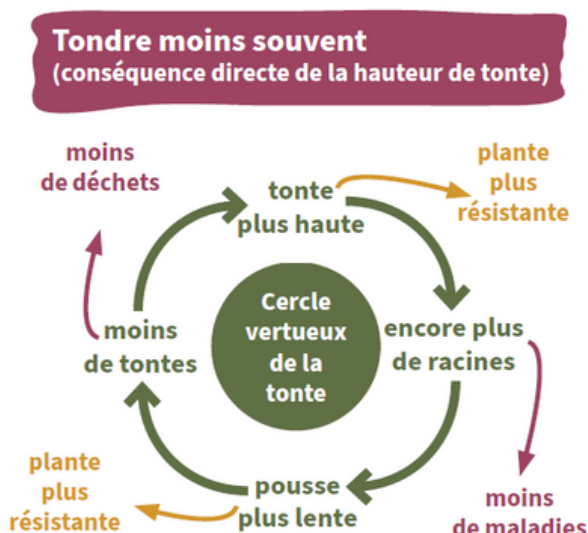 Tondre moins souvent
(conséquence directe de la hauteur de tonte)
moins
de déchets
plante
plus
résistante
tonte
plus haute
Cercle
vertueux
de la
tonte
moins
de tontes
encore plus
de racines
plante
plus
résistante
pousse
plus lente
moins
de maladies